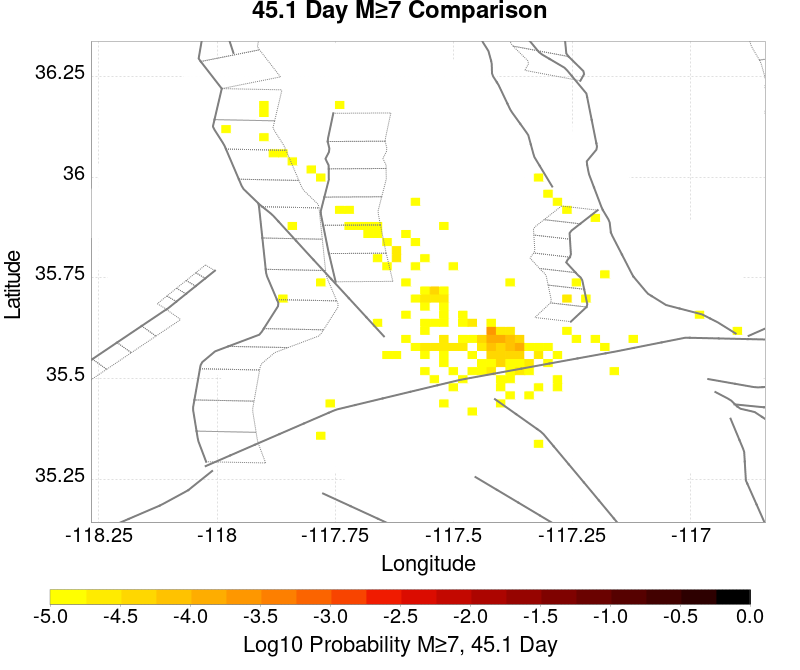 45.1 Day M≥7 Comparison
36.25
36
35.75
35.5
35.25
Latitude
-118.25 -118 -117.75 -117.5 -117.25 -117
Longitude
-5.0 -4.5 -4.0 -3.5 -3.0 -2.5 -2.0 -1.5 -1.0 -0.5 0.0
Log10 Probability M≥7, 45.1 Day